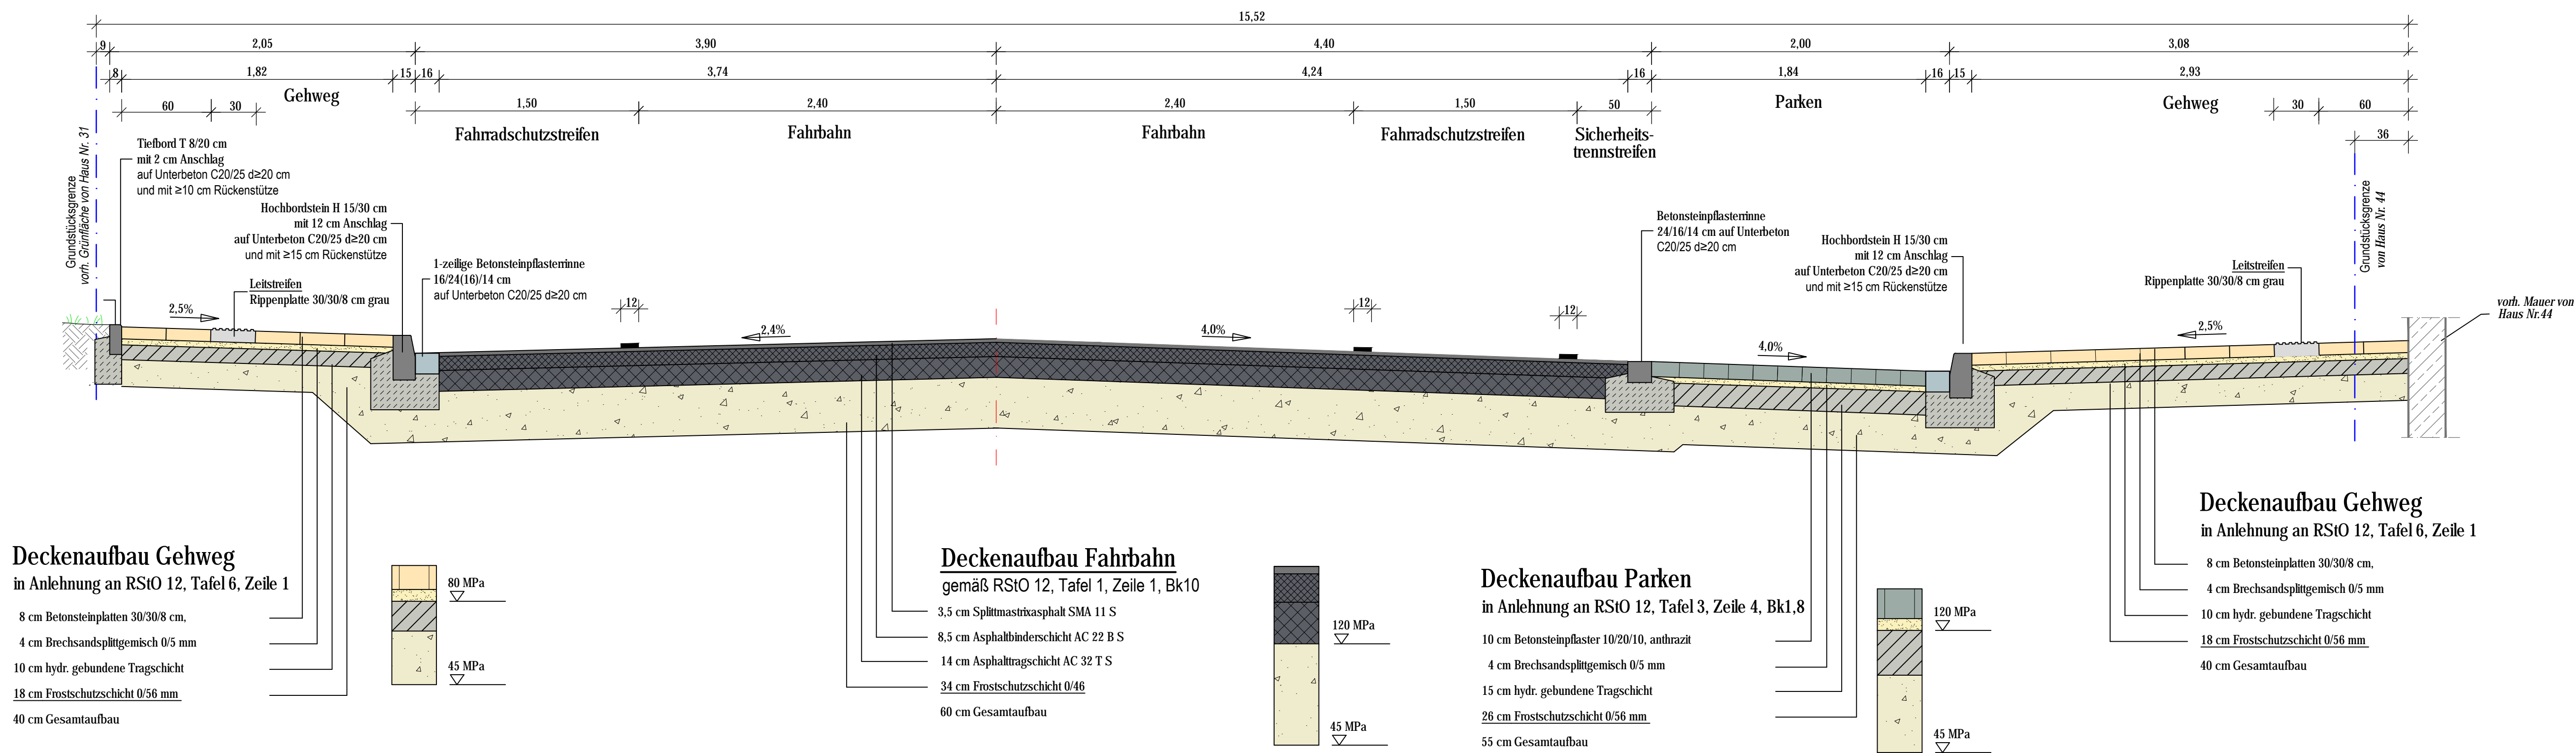 15,52
9
2,05
3,90
4,40
2,00
3,08
8
1,82
15
16
3,74
4,24
16
1,84
16
15
2,93
Gehweg
Parken
Gehweg
60
30
1,50
2,40
2,40
1,50
50
30
60
36
Fahrradschutzstreifen
Fahrbahn
Fahrbahn
Fahrradschutzstreifen
Sicherheits-
trennstreifen
Grundstücksgrenze
vorh. Grünfläche von Haus Nr. 31
Tiefbord T 8/20 cm
mit 2 cm Anschlag
auf Unterbeton C20/25 d≥20 cm
und mit ≥10 cm Rückenstütze
Hochbordstein H 15/30 cm
mit 12 cm Anschlag
auf Unterbeton C20/25 d≥20 cm
und mit ≥15 cm Rückenstütze
1-zeilige Betonsteinpflasterrinne
16/24(16)/14 cm
auf Unterbeton C20/25 d≥20 cm
Leitstreifen
Rippenplatte 30/30/8 cm grau
Betonsteinpflasterrinne
24/16/14 cm auf Unterbeton
C20/25 d≥20 cm
Hochbordstein H 15/30 cm
mit 12 cm Anschlag
auf Unterbeton C20/25 d≥20 cm
und mit ≥15 cm Rückenstütze
Leitstreifen
Rippenplatte 30/30/8 cm grau
Grundstücksgrenze
von Haus Nr. 44
vorh. Mauer von
Haus Nr.44
2,5%
12
2,4%
4,0%
12
12
4,0%
2,5%
Deckenaufbau Gehweg
in Anlehnung an RStO 12, Tafel 6, Zeile 1
8 cm Betonsteinplatten 30/30/8 cm,
4 cm Brechsandsplittgemisch 0/5 mm
10 cm hydr. gebundene Tragschicht
18 cm Frostschutzschicht 0/56 mm
40 cm Gesamtaufbau
80 MPa
45 MPa
Deckenaufbau Fahrbahn
gemäß RStO 12, Tafel 1, Zeile 1, Bk10
3,5 cm Splittmastrixasphalt SMA 11 S
8,5 cm Asphaltbinderschicht AC 22 B S
14 cm Asphalttragschicht AC 32 T S
34 cm Frostschutzschicht 0/46
60 cm Gesamtaufbau
120 MPa
45 MPa
Deckenaufbau Parken
in Anlehnung an RStO 12, Tafel 3, Zeile 4, Bk1,8
10 cm Betonsteinpflaster 10/20/10, anthrazit
4 cm Brechsandsplittgemisch 0/5 mm
15 cm hydr. gebundene Tragschicht
26 cm Frostschutzschicht 0/56 mm
55 cm Gesamtaufbau
120 MPa
45 MPa
Deckenaufbau Gehweg
in Anlehnung an RStO 12, Tafel 6, Zeile 1
8 cm Betonsteinplatten 30/30/8 cm,
4 cm Brechsandsplittgemisch 0/5 mm
10 cm hydr. gebundene Tragschicht
18 cm Frostschutzschicht 0/56 mm
40 cm Gesamtaufbau